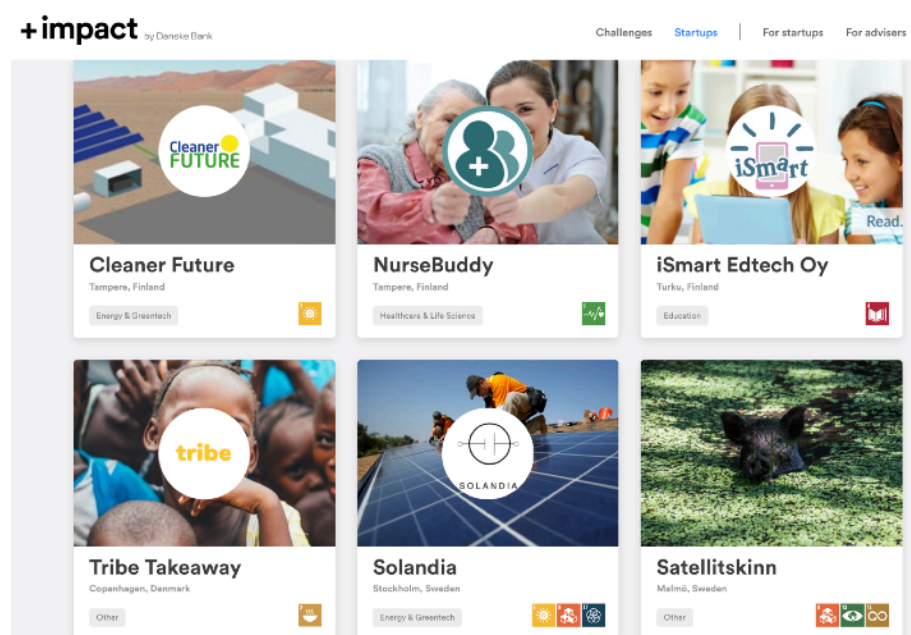 +impact by Danske Bank
Challenges Startups For startups For advisers
Cleaner
FUTURE
iSmart
Read.
Cleaner Future
Tampere, Finland
Energy & Greentech
NurseBuddy
Tampere, Finland
Healthcare & Life Science
iSmart Edtech Oy
Turku, Finland
Education
tribe
SOLANDIA
Tribe Takeaway
Copenhagen, Denmark
Other
Solandia
Stockholm, Sweden
Energy & Greentech
Satellitskinn
Malmö, Sweden
Other